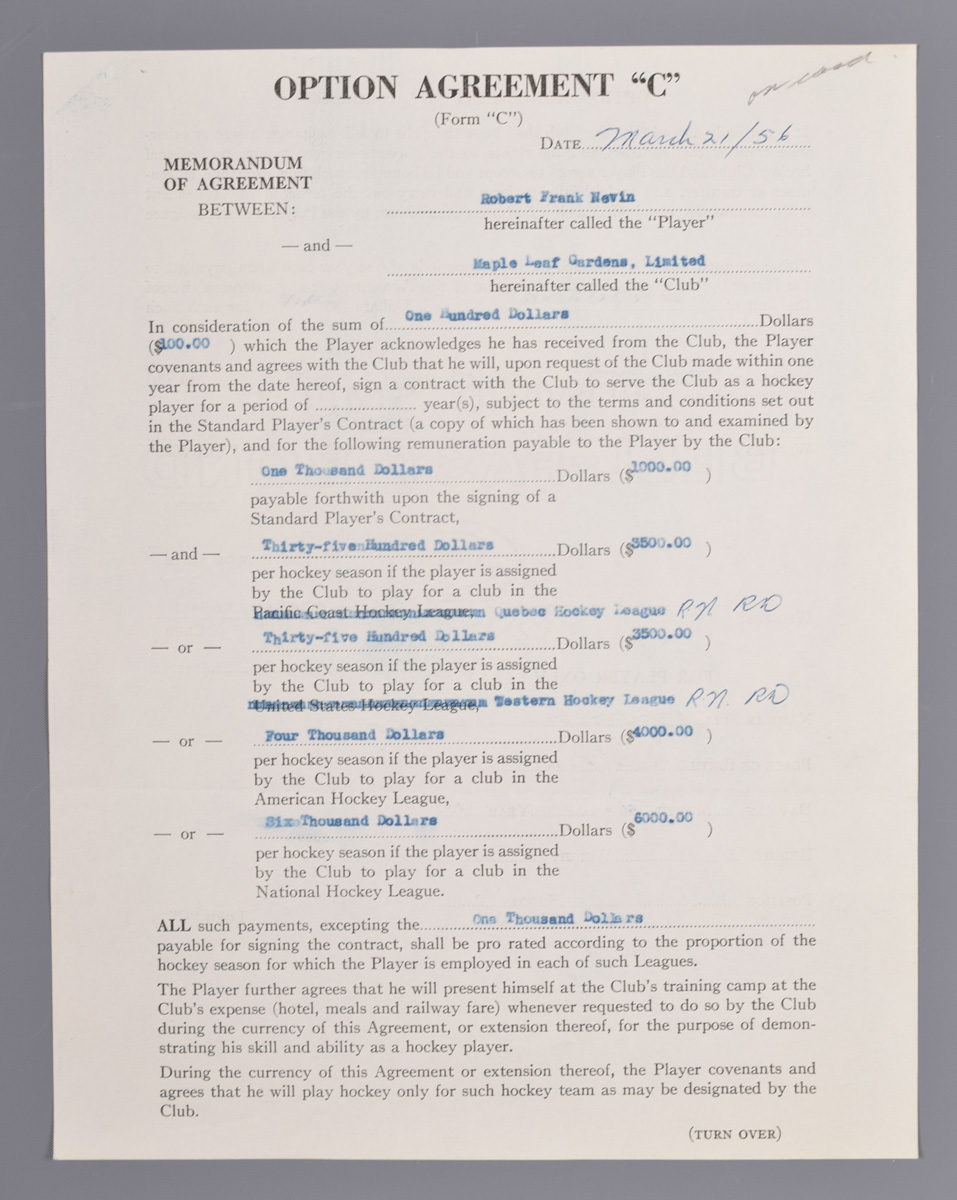 on card
OPTION AGREEMENT "C"
(Form "C")
DATE March 21/56
MEMORANDUM
OF AGREEMENT
BETWEEN:
Robert Frank Nevin
hereinafter called the "Player"
— and —
Maple Leaf Gardens, Limited
hereinafter called the "Club"
In consideration of the sum of One Hundred Dollars Dollars
($100.00 ) which the Player acknowledges he has received from the Club, the Player
covenants and agrees with the Club that he will, upon request of the Club made within one
year from the date hereof, sign a contract with the Club to serve the Club as a hockey
player for a period of ........................ year(s), subject to the terms and conditions set out
in the Standard Player's Contract (a copy of which has been shown to and examined by
the Player), and for the following remuneration payable to the Player by the Club:
One Thousand Dollars Dollars ($1000.00 )
payable forthwith upon the signing of a
Standard Player's Contract,
— and — Thirty-five Hundred Dollars Dollars ($3500.00 )
per hockey season if the player is assigned
by the Club to play for a club in the
Pacific Coast Hockey League, Quebec Hockey League RN RD
— or — Thirty-five Hundred Dollars Dollars ($3500.00 )
per hockey season if the player is assigned
by the Club to play for a club in the
United States Hockey League, Western Hockey League RN. RD
— or — Four Thousand Dollars Dollars ($4000.00 )
per hockey season if the player is assigned
by the Club to play for a club in the
American Hockey League,
— or — Six Thousand Dollars Dollars ($6000.00 )
per hockey season if the player is assigned
by the Club to play for a club in the
National Hockey League.
ALL such payments, excepting the One Thousand Dollars
payable for signing the contract, shall be pro rated according to the proportion of the
hockey season for which the Player is employed in each of such Leagues.
The Player further agrees that he will present himself at the Club's training camp at the
Club's expense (hotel, meals and railway fare) whenever requested to do so by the Club
during the currency of this Agreement, or extension thereof, for the purpose of demon-
strating his skill and ability as a hockey player.
During the currency of this Agreement or extension thereof, the Player covenants and
agrees that he will play hockey only for such hockey team as may be designated by the
Club.
(TURN OVER)